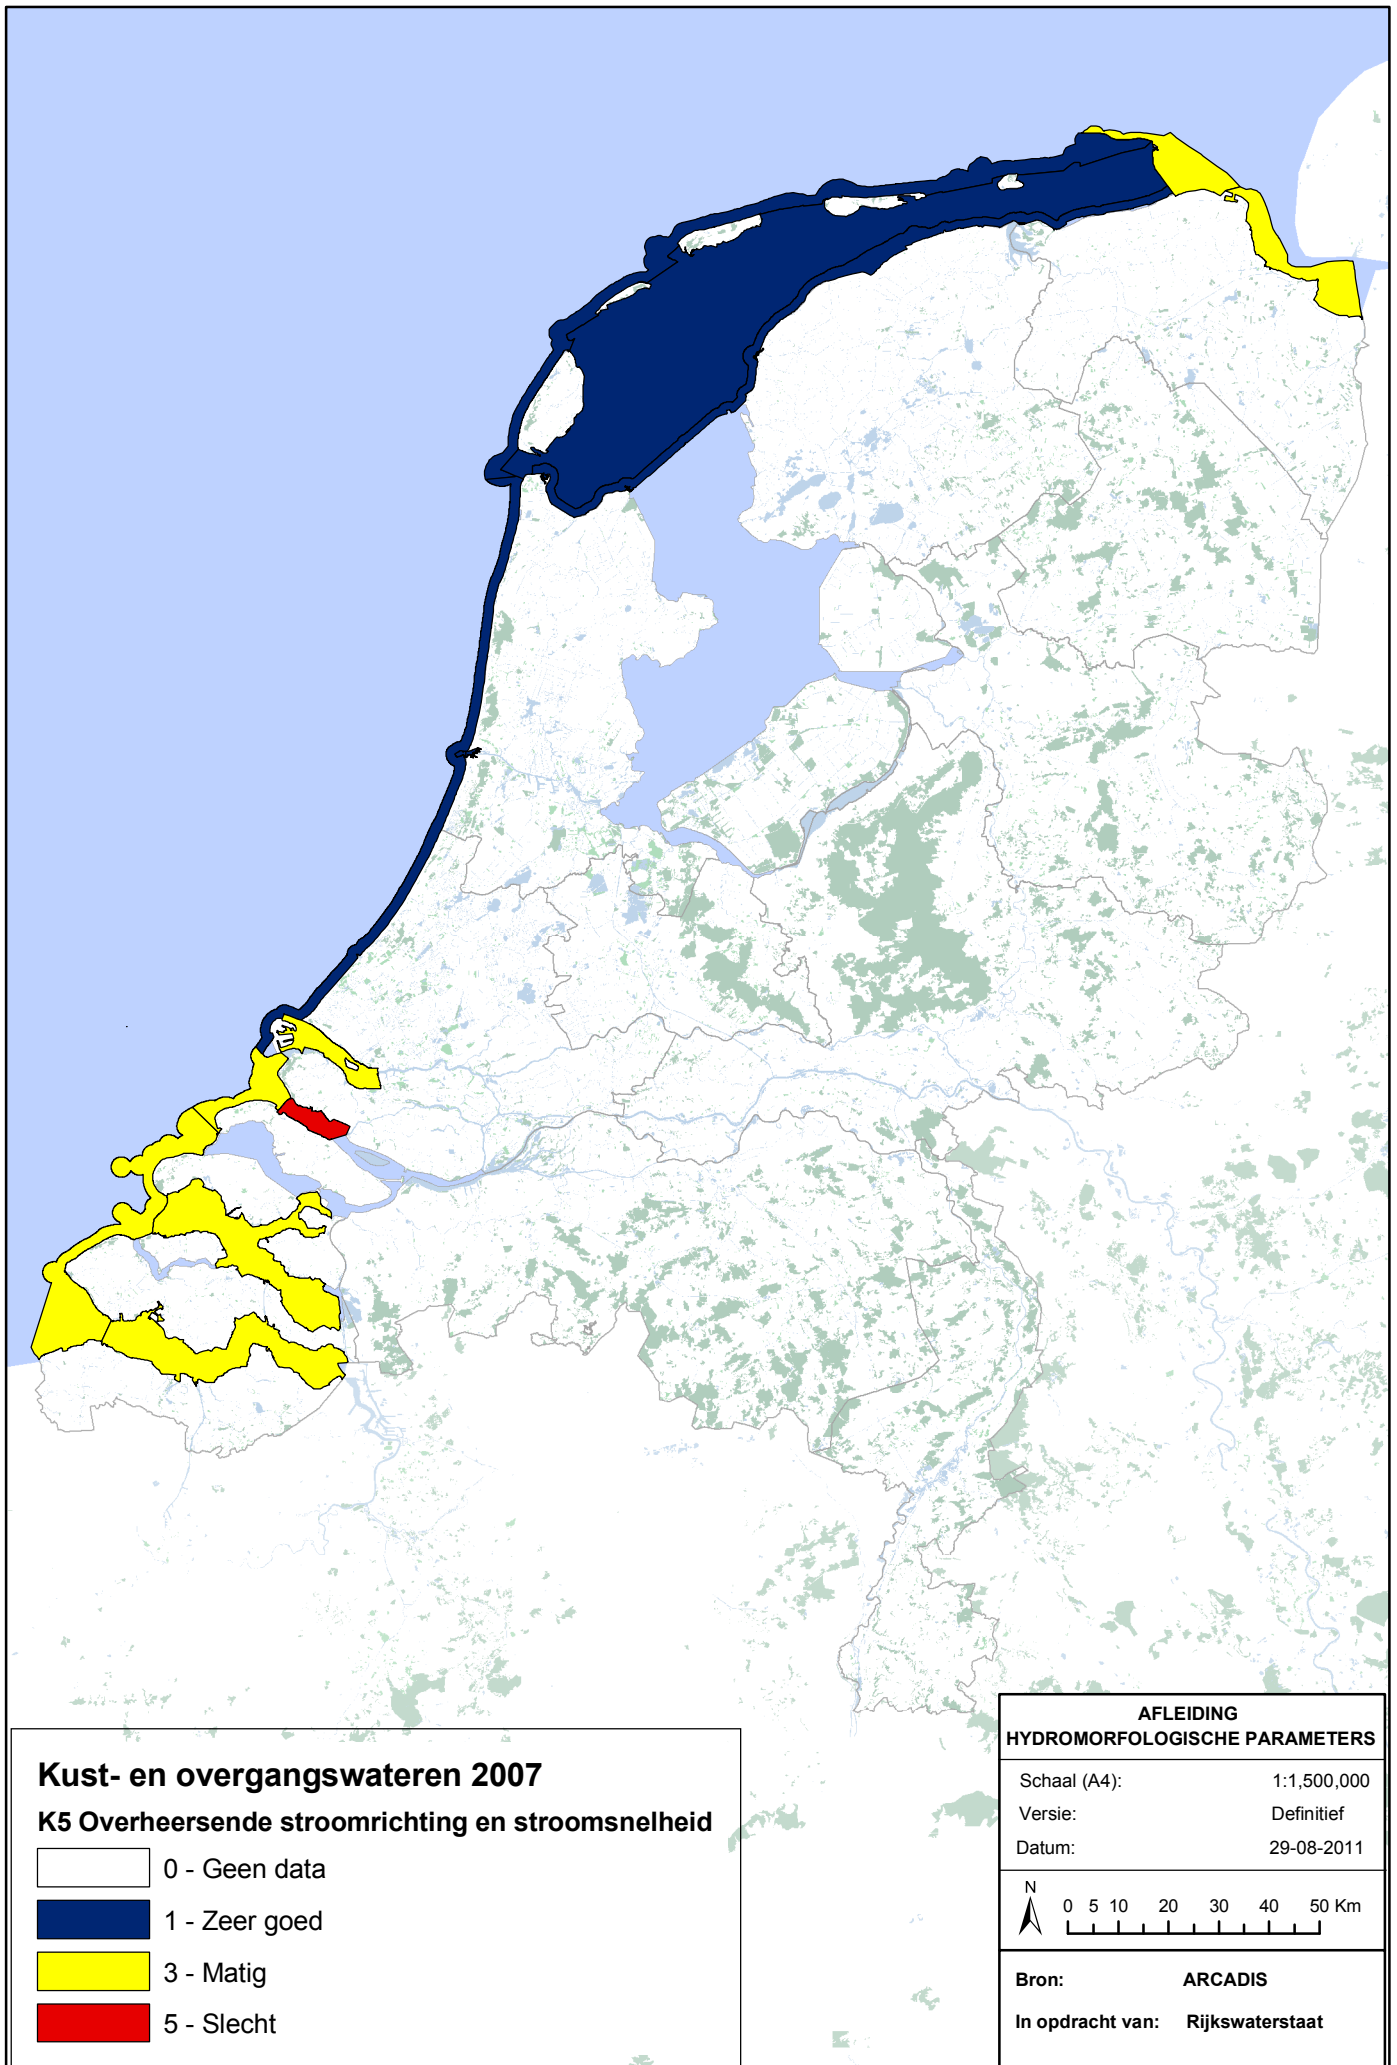 Kust- en overgangswateren 2007
K5 Overheersende stroomrichting en stroomsnelheid
0 - Geen data
1 - Zeer goed
3 - Matig
5 - Slecht
AFLEIDING
HYDROMORFOLOGISCHE PARAMETERS
Schaal (A4): 1:1,500,000
Versie: Definitief
Datum: 29-08-2011
N
0 5 10 20 30 40 50 Km
Bron: ARCADIS
In opdracht van: Rijkswaterstaat